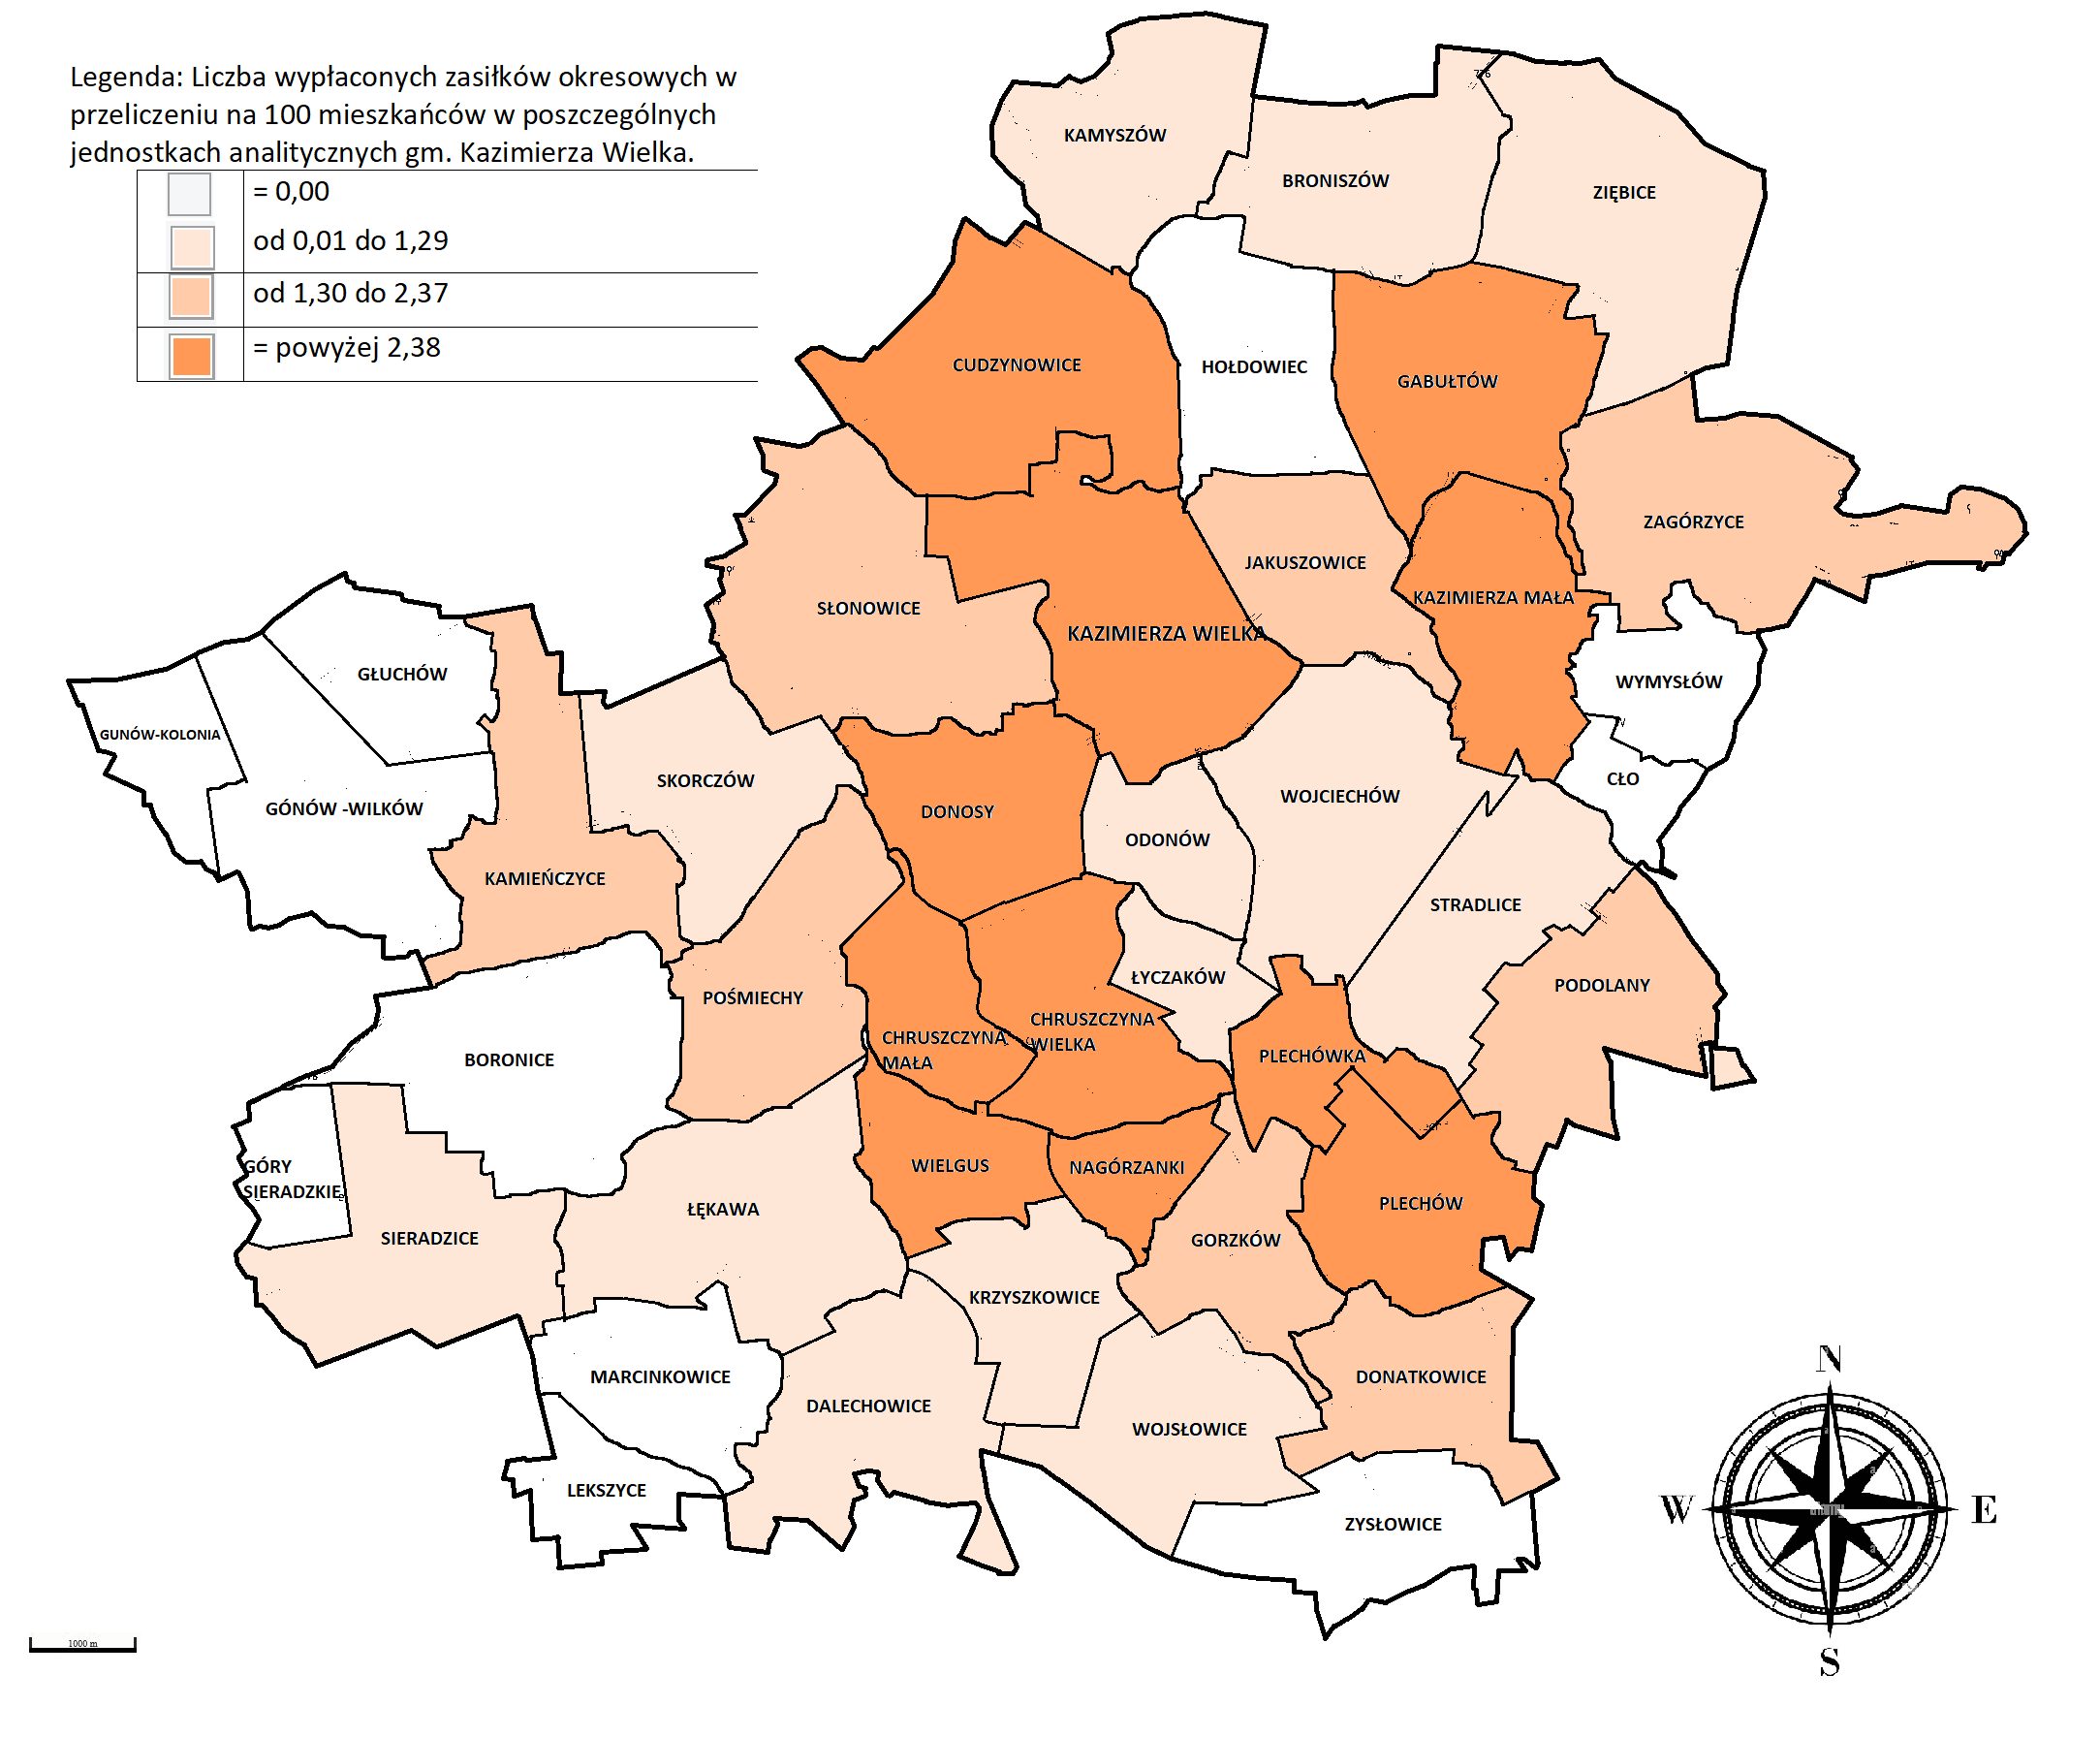 Legenda: Liczba wypłaconych zasiłków okresowych w
przeliczeniu na 100 mieszkańców w poszczególnych
jednostkach analitycznych gm. Kazimierza Wielka.
= 0,00
od 0,01 do 1,29
od 1,30 do 2,37
= powyżej 2,38
KAMYSZÓW
BRONISZÓW
ZIĘBICE
CUDZYNOWICE
HOŁDOWIEC
GABUŁTÓW
ZAGÓRZYCE
JAKUSZOWICE
KAZIMIERZA MAŁA
SŁONOWICE
KAZIMIERZA WIELKA
GŁUCHÓW
WYMYSŁÓW
GUNÓW-KOLONIA
SKORCZÓW
CŁO
GÓNÓW -WILKÓW
DONOSY
WOJCIECHÓW
ODONÓW
KAMIEŃCZYCE
STRADLICE
ŁYCZAKÓW
PODOLANY
POŚMIECHY
CHRUSZCZYNA
WIELKA
CHRUSZCZYNA
MAŁA
BORONICE
PLECHÓWKA
GÓRY
SIERADZKIE
WIELGUS
NAGÓRZANKI
ŁĘKAWA
PLECHÓW
SIERADZICE
GORZKÓW
KRZYSZKOWICE
MARCINKOWICE
DONATKOWICE
DALECHOWICE
WOJSŁOWICE
LEKSZYCE
ZYSŁOWICE
N
W
E
S
1000 m